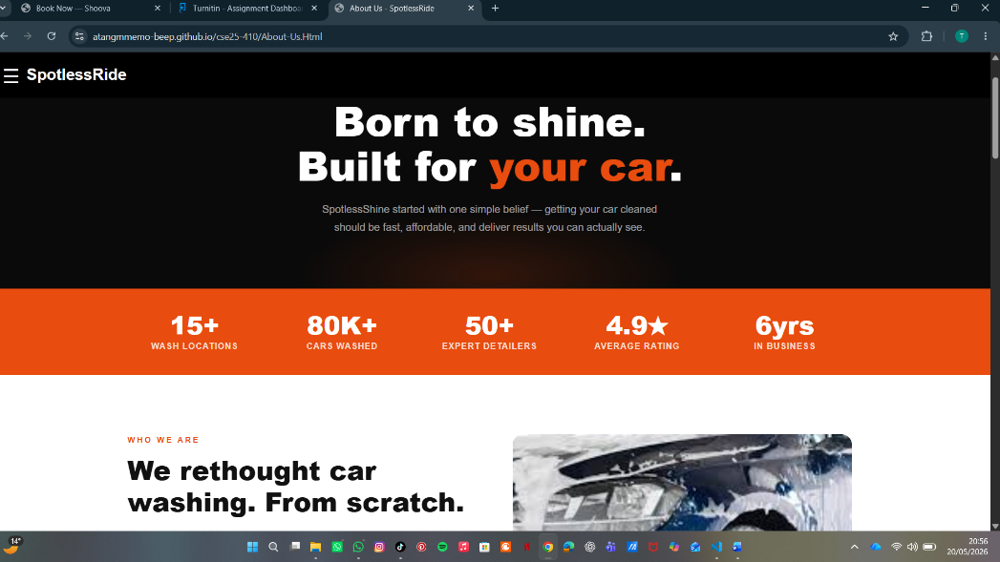 Book Now — Shoova
Turnitin - Assignment Dashboa
About Us - SpotlessRide
atangmmemo-beep.github.io/cse25-410/About-Us.Html
T
SpotlessRide
Born to shine.
Built for your car.
SpotlessShine started with one simple belief — getting your car cleaned
should be fast, affordable, and deliver results you can actually see.
15+
WASH LOCATIONS
80K+
CARS WASHED
50+
EXPERT DETAILERS
4.9★
AVERAGE RATING
6yrs
IN BUSINESS
WHO WE ARE
We rethought car
washing. From scratch.
14°
20:56
20/05/2026